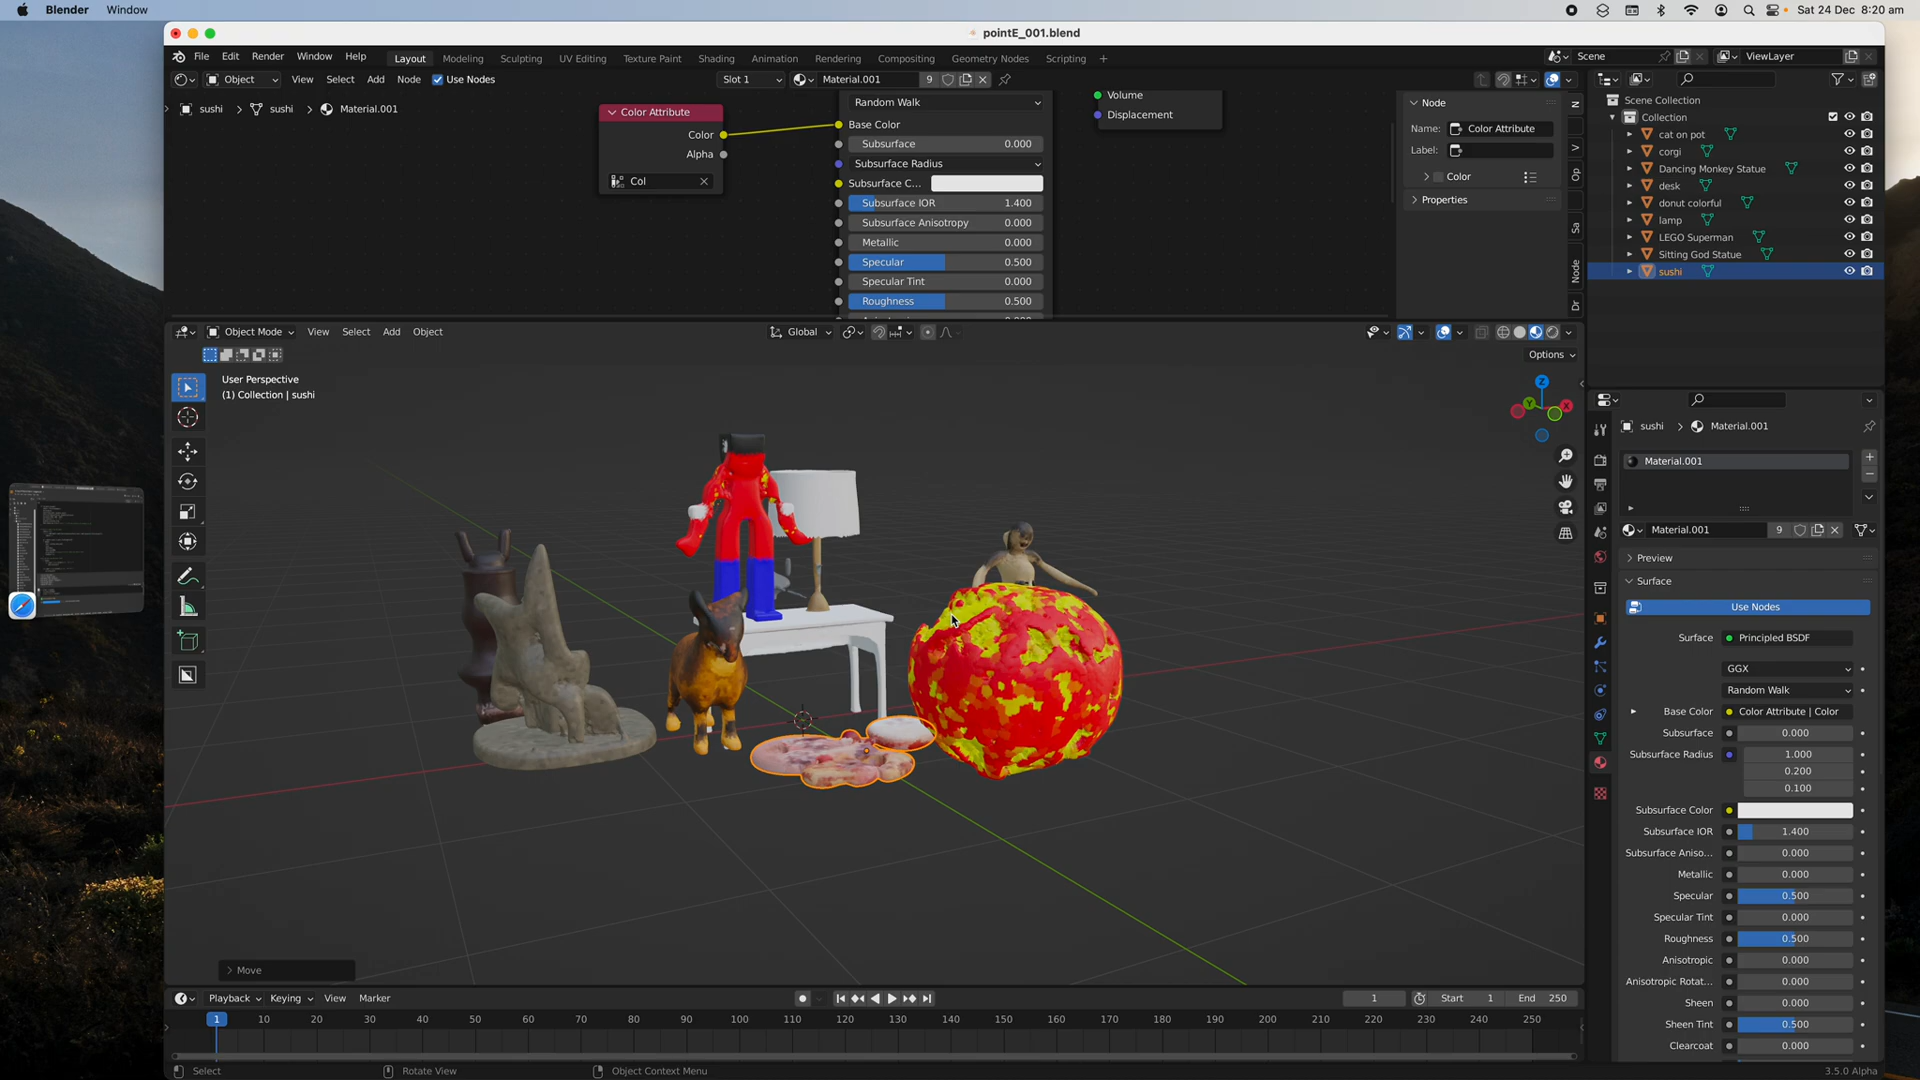 Blender Window Sat 24 Dec 8:20 am
pointE_001.blend
File Edit Render Window Help Layout Modeling Sculpting UV Editing Texture Paint Shading Animation Rendering Compositing Geometry Nodes Scripting + Scene ViewLayer
Object View Select Add Node Use Nodes Slot 1 Material.001 9
sushi > sushi > Material.001
Color Attribute
Color
Alpha
Col
Random Walk
Base Color
Subsurface 0.000
Subsurface Radius
Subsurface C...
Subsurface IOR 1.400
Subsurface Anisotropy 0.000
Metallic 0.000
Specular 0.500
Specular Tint 0.000
Roughness 0.500
Volume
Displacement
Node
Name: Color Attribute
Label:
Color
Properties
N
V
Op
Sa
Node
Dr
Scene Collection
Collection
cat on pot
corgi
Dancing Monkey Statue
desk
donut colorful
lamp
LEGO Superman
Sitting God Statue
sushi
Object Mode View Select Add Object Global
Options
User Perspective
(1) Collection | sushi
Z
Y
X
Move
sushi > Material.001
Material.001
Material.001 9
Preview
Surface
Use Nodes
Surface Principled BSDF
GGX
Random Walk
Base Color Color Attribute | Color
Subsurface 0.000
Subsurface Radius 1.000
0.200
0.100
Subsurface Color
Subsurface IOR 1.400
Subsurface Aniso... 0.000
Metallic 0.000
Specular 0.500
Specular Tint 0.000
Roughness 0.500
Anisotropic 0.000
Anisotropic Rotat... 0.000
Sheen 0.000
Sheen Tint 0.500
Clearcoat 0.000
Playback Keying View Marker 1 Start 1 End 250
1 10 20 30 40 50 60 70 80 90 100 110 120 130 140 150 160 170 180 190 200 210 220 230 240 250
Select Rotate View Object Context Menu 3.5.0 Alpha